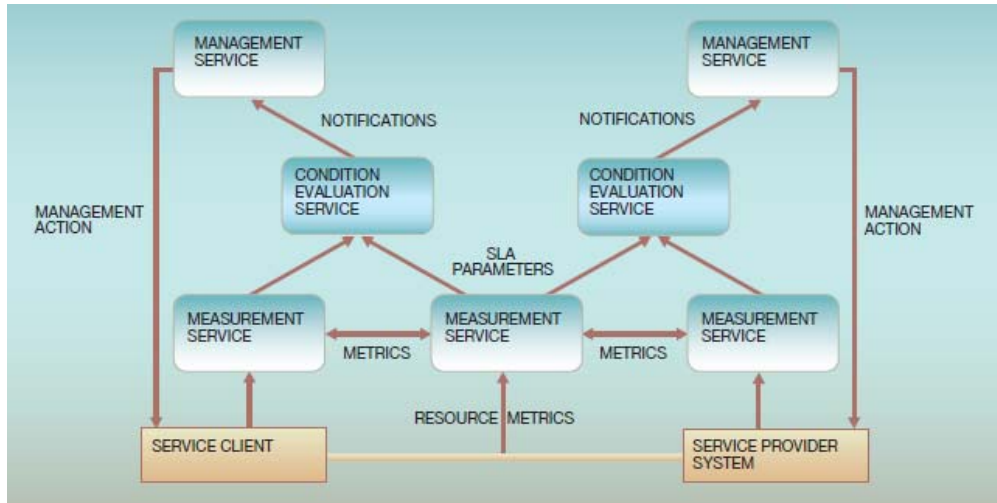 MANAGEMENT
SERVICE
MANAGEMENT
SERVICE
NOTIFICATIONS
NOTIFICATIONS
CONDITION
EVALUATION
SERVICE
CONDITION
EVALUATION
SERVICE
MANAGEMENT
ACTION
MANAGEMENT
ACTION
SLA
PARAMETERS
MEASUREMENT
SERVICE
MEASUREMENT
SERVICE
MEASUREMENT
SERVICE
METRICS
METRICS
RESOURCE METRICS
SERVICE CLIENT
SERVICE PROVIDER
SYSTEM